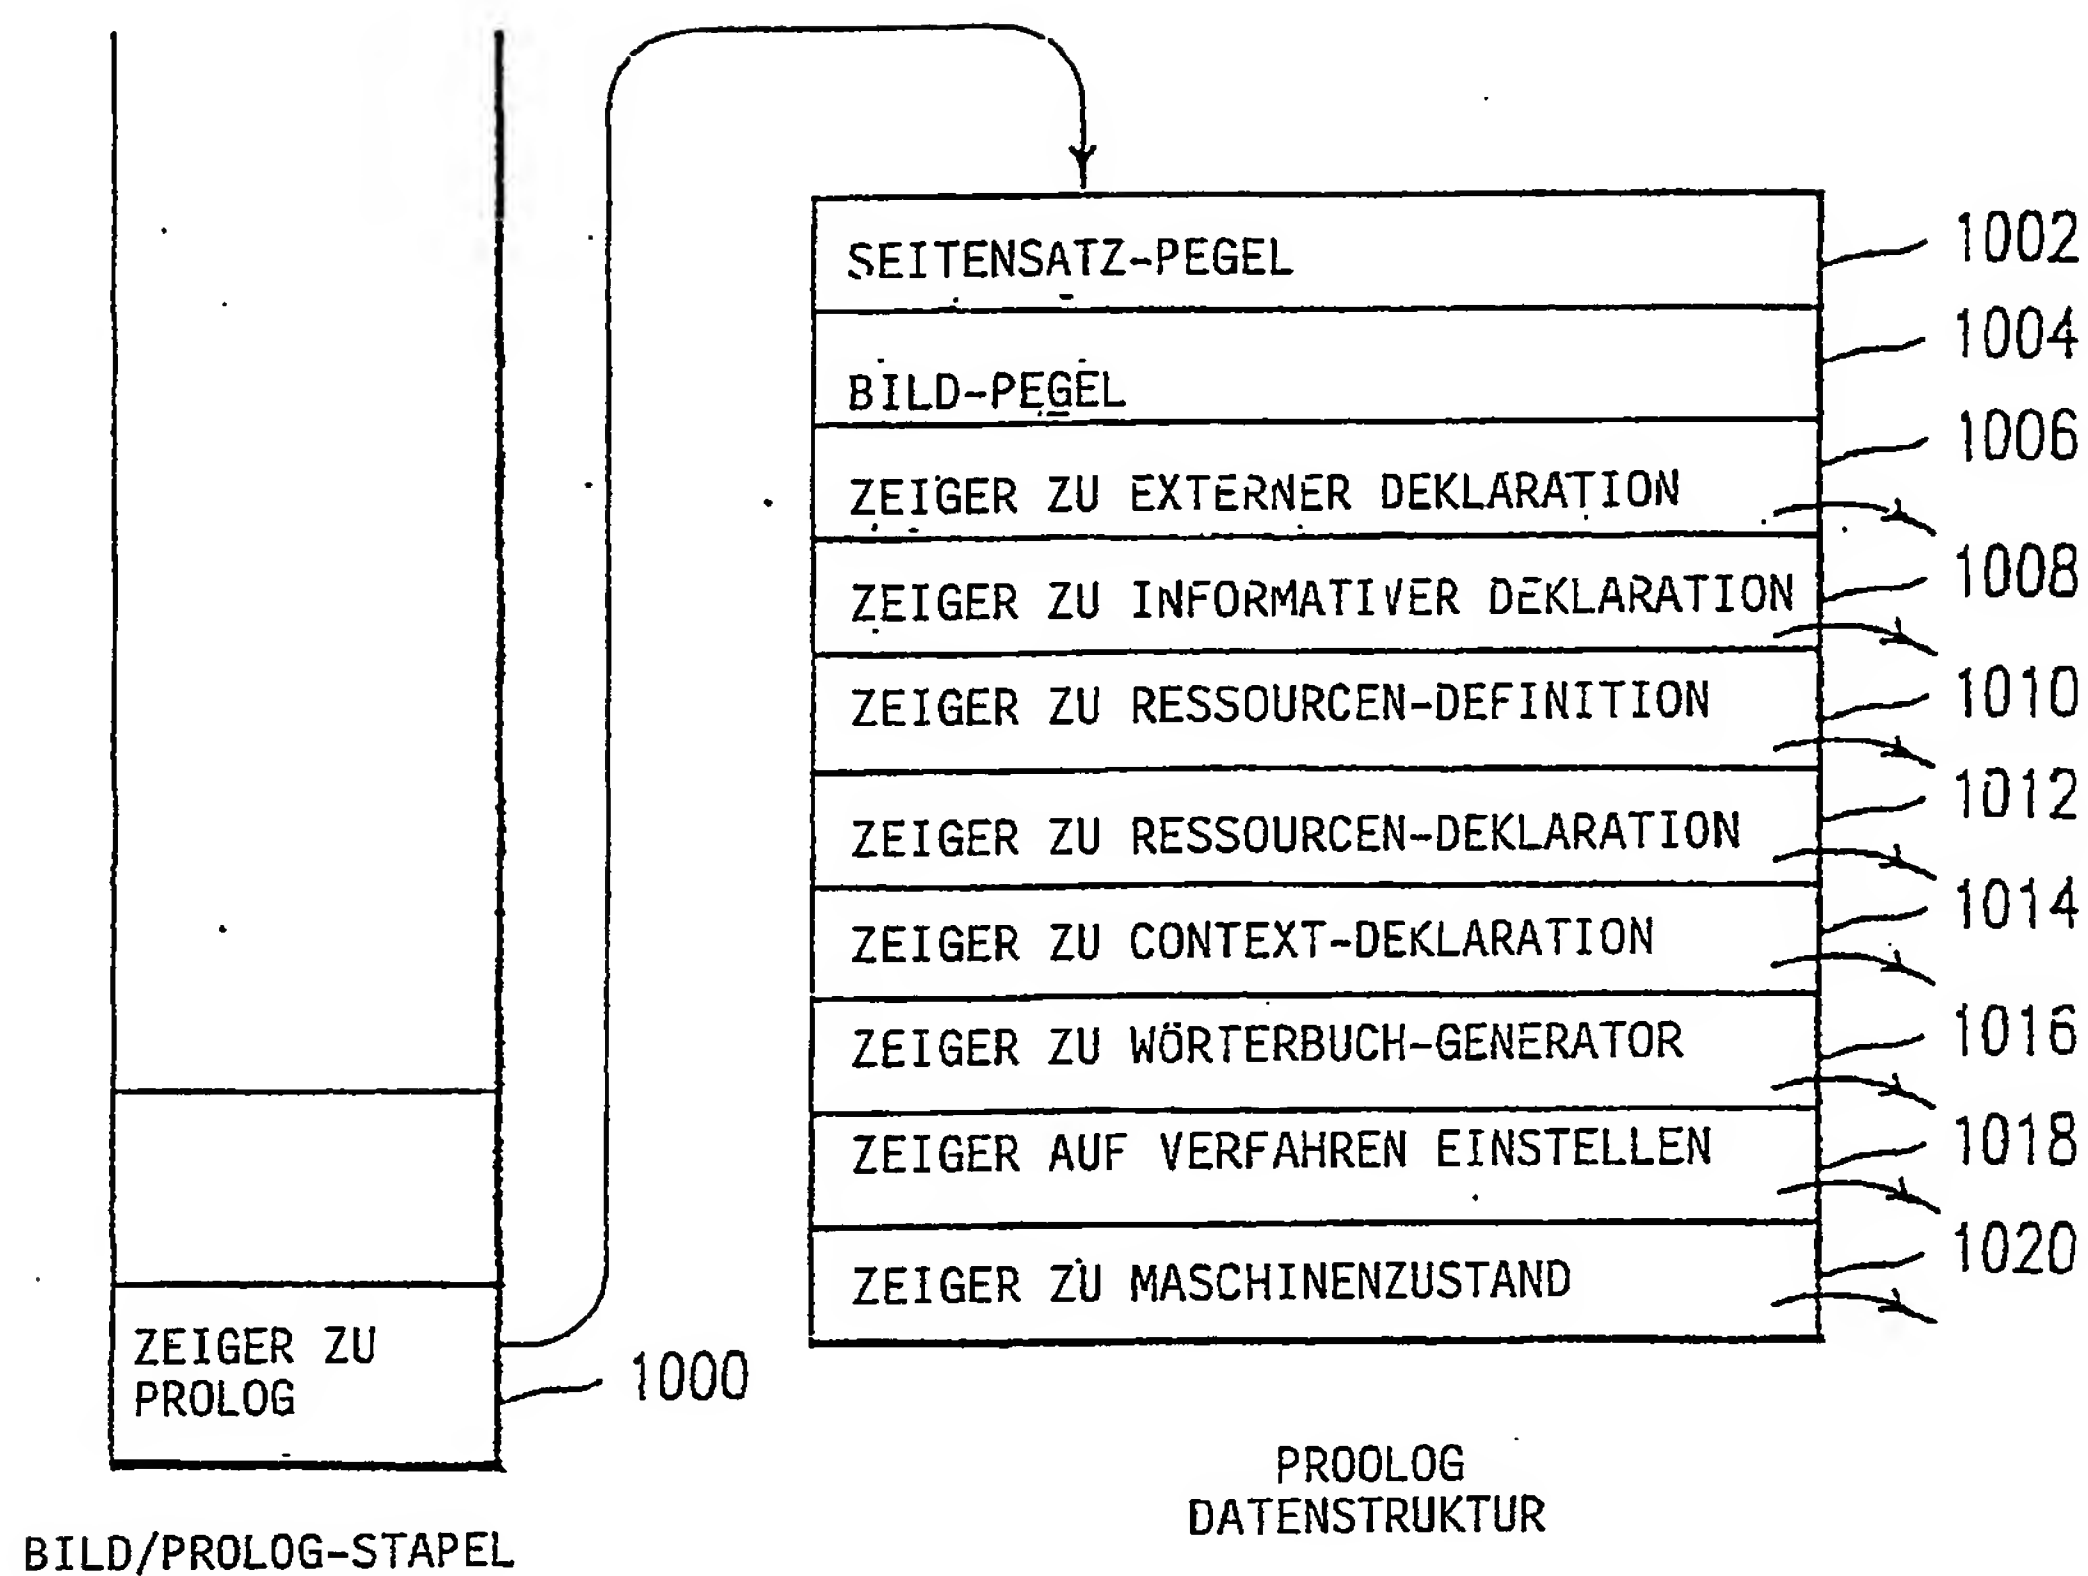 SEITENSATZ-PEGEL
1002
BILD-PEGEL
1004
ZEIGER ZU EXTERNER DEKLARATION
1006
ZEIGER ZU INFORMATIVER DEKLARATION
1008
ZEIGER ZU RESSOURCEN-DEFINITION
1010
ZEIGER ZU RESSOURCEN-DEKLARATION
1012
ZEIGER ZU CONTEXT-DEKLARATION
1014
ZEIGER ZU WÖRTERBUCH-GENERATOR
1016
ZEIGER AUF VERFAHREN EINSTELLEN
1018
ZEIGER ZU MASCHINENZUSTAND
1020
ZEIGER ZU
PROLOG
1000
PROOLOG
DATENSTRUKTUR
BILD/PROLOG-STAPEL